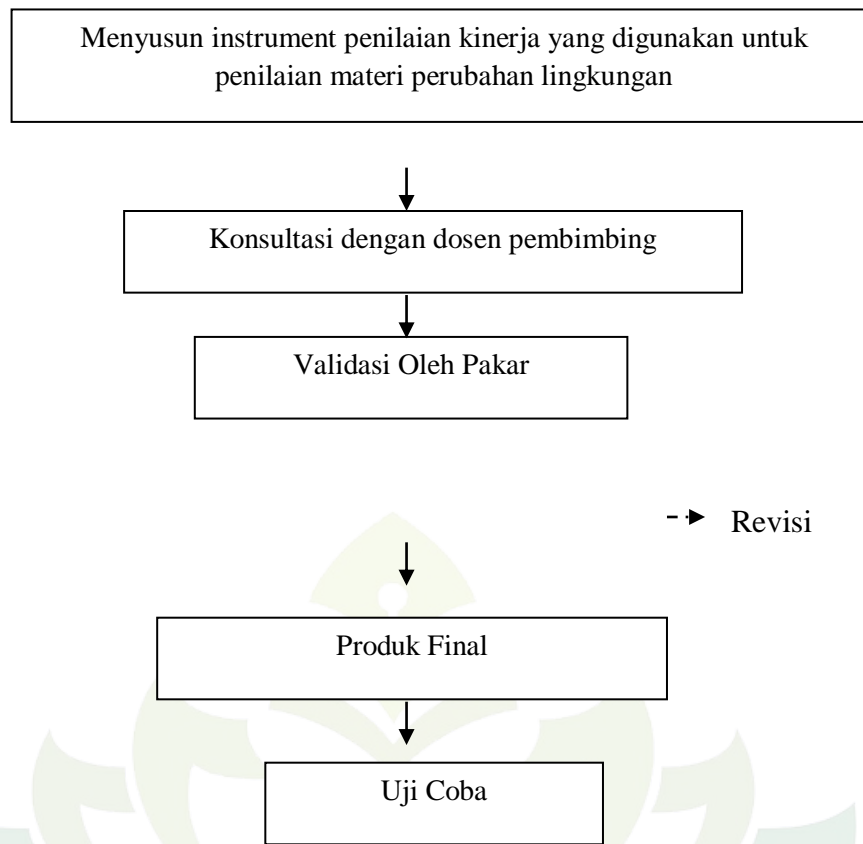 Menyusun instrument penilaian kinerja yang digunakan untuk
penilaian materi perubahan lingkungan
Konsultasi dengan dosen pembimbing
Validasi Oleh Pakar
Revisi
Produk Final
Uji Coba